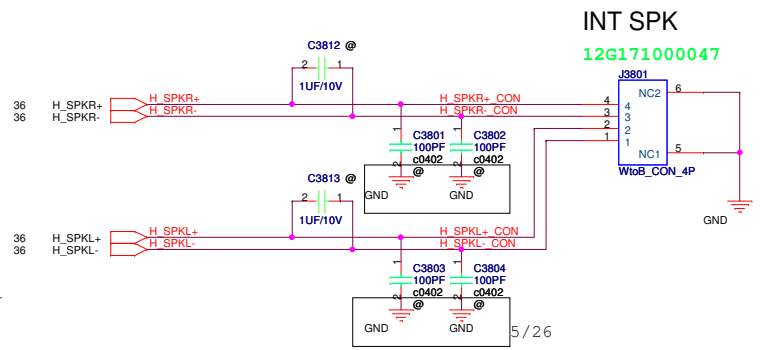 INT SPK
12G171000047
C3812 @
2 1
1UF/10V
J3801
36 H_SPKR+ H_SPKR+ H_SPKR+_CON 4 4 NC2 6
36 H_SPKR- H_SPKR- H_SPKR-_CON 3 3
2 2
1 1
NC1 5
WtoB_CON_4P
1 C3801 1 C3802
100PF 100PF
2 c0402 2 c0402
@ @
GND GND
GND
C3813 @
2 1
1UF/10V
36 H_SPKL+ H_SPKL+ H_SPKL+_CON
36 H_SPKL- H_SPKL- H_SPKL-_CON
1 C3803 1 C3804
100PF 100PF
2 c0402 2 c0402
@ @
GND GND 5/26